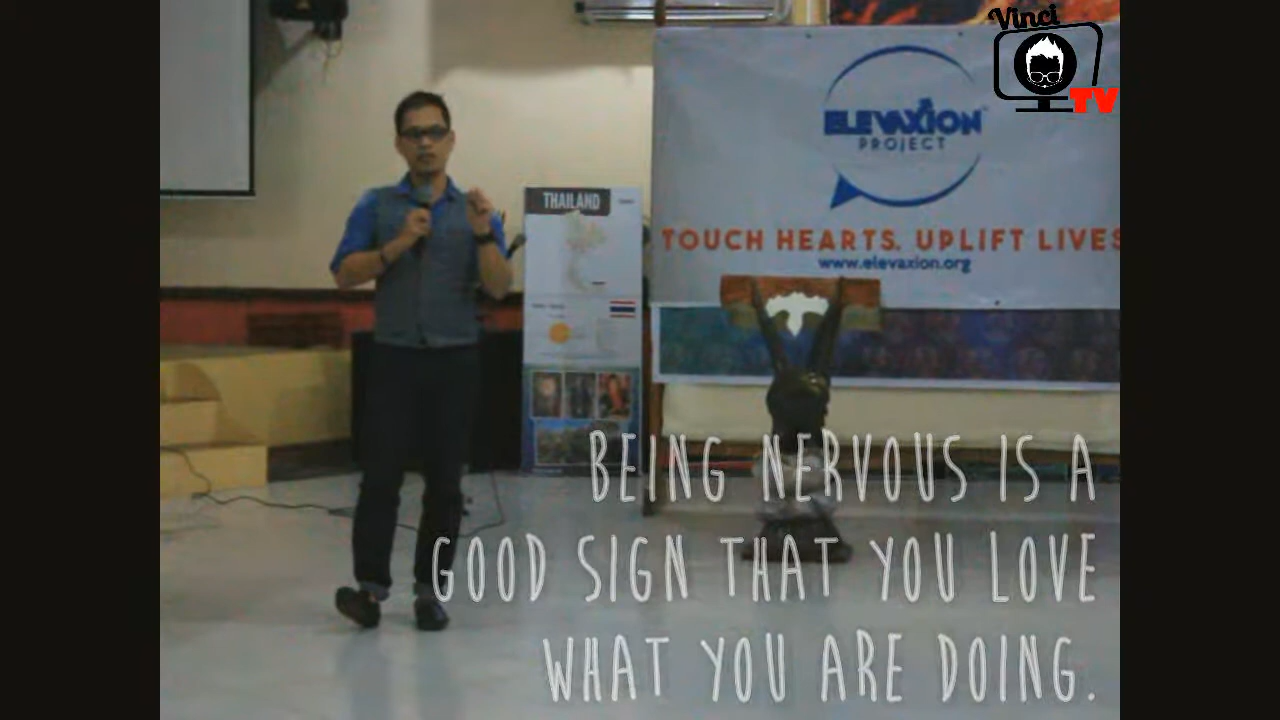 Vinci
TV
ELEVAXION
PROJECT
TOUCH HEARTS. UPLIFT LIVES
www.elevaxion.org
THAILAND
BEING NERVOUS IS A
GOOD SIGN THAT YOU LOVE
WHAT YOU ARE DOING.